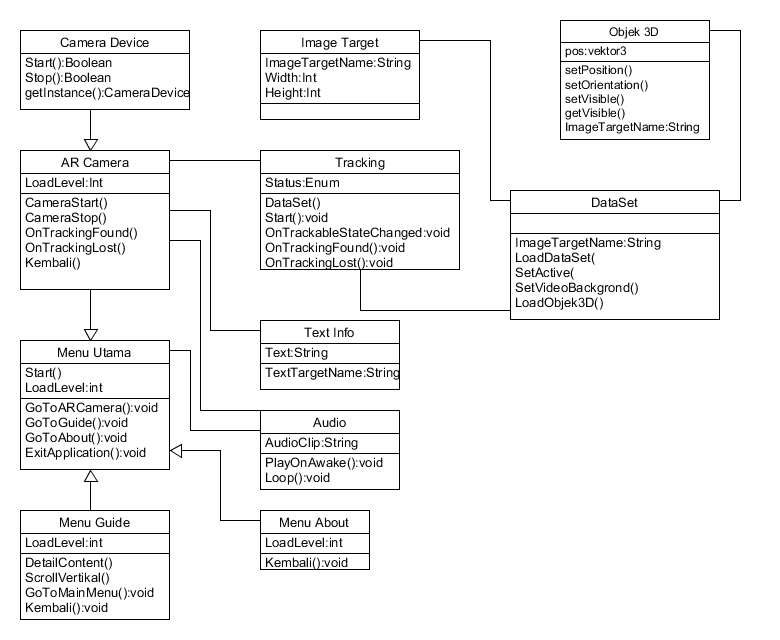 Camera Device
Start():Boolean
Stop():Boolean
getInstance():CameraDevice
Image Target
ImageTargetName:String
Width:Int
Height:Int
Objek 3D
pos:vektor3
setPosition()
setOrientation()
setVisible()
getVisible()
ImageTargetName:String
AR Camera
LoadLevel:Int
CameraStart()
CameraStop()
OnTrackingFound()
OnTrackingLost()
Kembali()
Tracking
Status:Enum
DataSet()
Start():void
OnTrackableStateChanged:void
OnTrackingFound():void
OnTrackingLost():void
DataSet
ImageTargetName:String
LoadDataSet(
SetActive(
SetVideoBackgrond()
LoadObjek3D()
Text Info
Text:String
TextTargetName:String
Menu Utama
Start()
LoadLevel:int
GoToARCamera():void
GoToGuide():void
GoToAbout():void
ExitApplication():void
Audio
AudioClip:String
PlayOnAwake():void
Loop():void
Menu Guide
LoadLevel:int
DetailContent()
ScrollVertikal()
GoToMainMenu():void
Kembali():void
Menu About
LoadLevel:int
Kembali():void